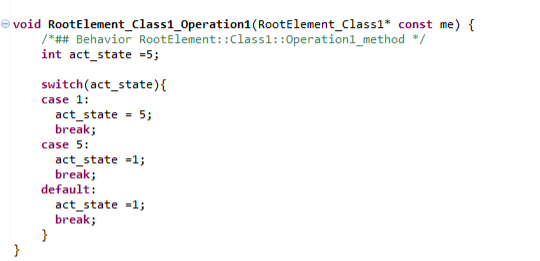 void RootElement_Class1_Operation1(RootElement_Class1* const me) {
/*## Behavior RootElement::Class1::Operation1_method */
int act_state =5;
switch(act_state){
case 1:
act_state = 5;
break;
case 5:
act_state =1;
break;
default:
act_state =1;
break;
}
}